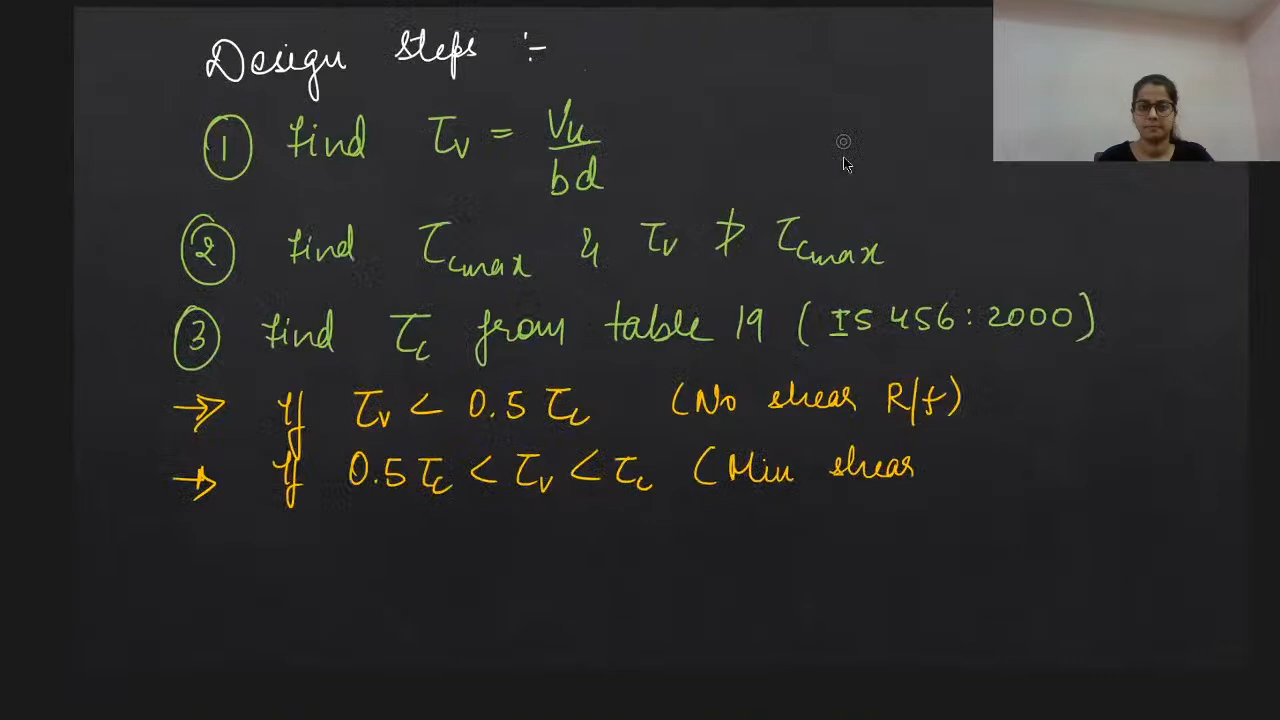 Design steps :-
① find τv = Vu/bd
② find τcmax & τv ≯ τcmax
③ find τc from table 19 (IS 456:2000)
→ If τv < 0.5 τc (No shear R/f)
→ If 0.5 τc < τv < τc (Min shear